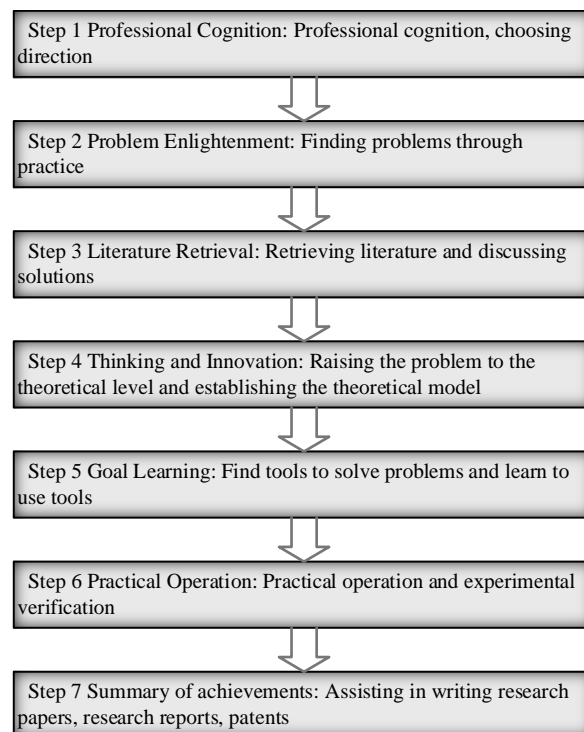 Step 1 Professional Cognition: Professional cognition, choosing
direction
Step 2 Problem Enlightenment: Finding problems through
practice
Step 3 Literature Retrieval: Retrieving literature and discussing
solutions
Step 4 Thinking and Innovation: Raising the problem to the
theoretical level and establishing the theoretical model
Step 5 Goal Learning: Find tools to solve problems and learn to
use tools
Step 6 Practical Operation: Practical operation and experimental
verification
Step 7 Summary of achievements: Assisting in writing research
papers, research reports, patents